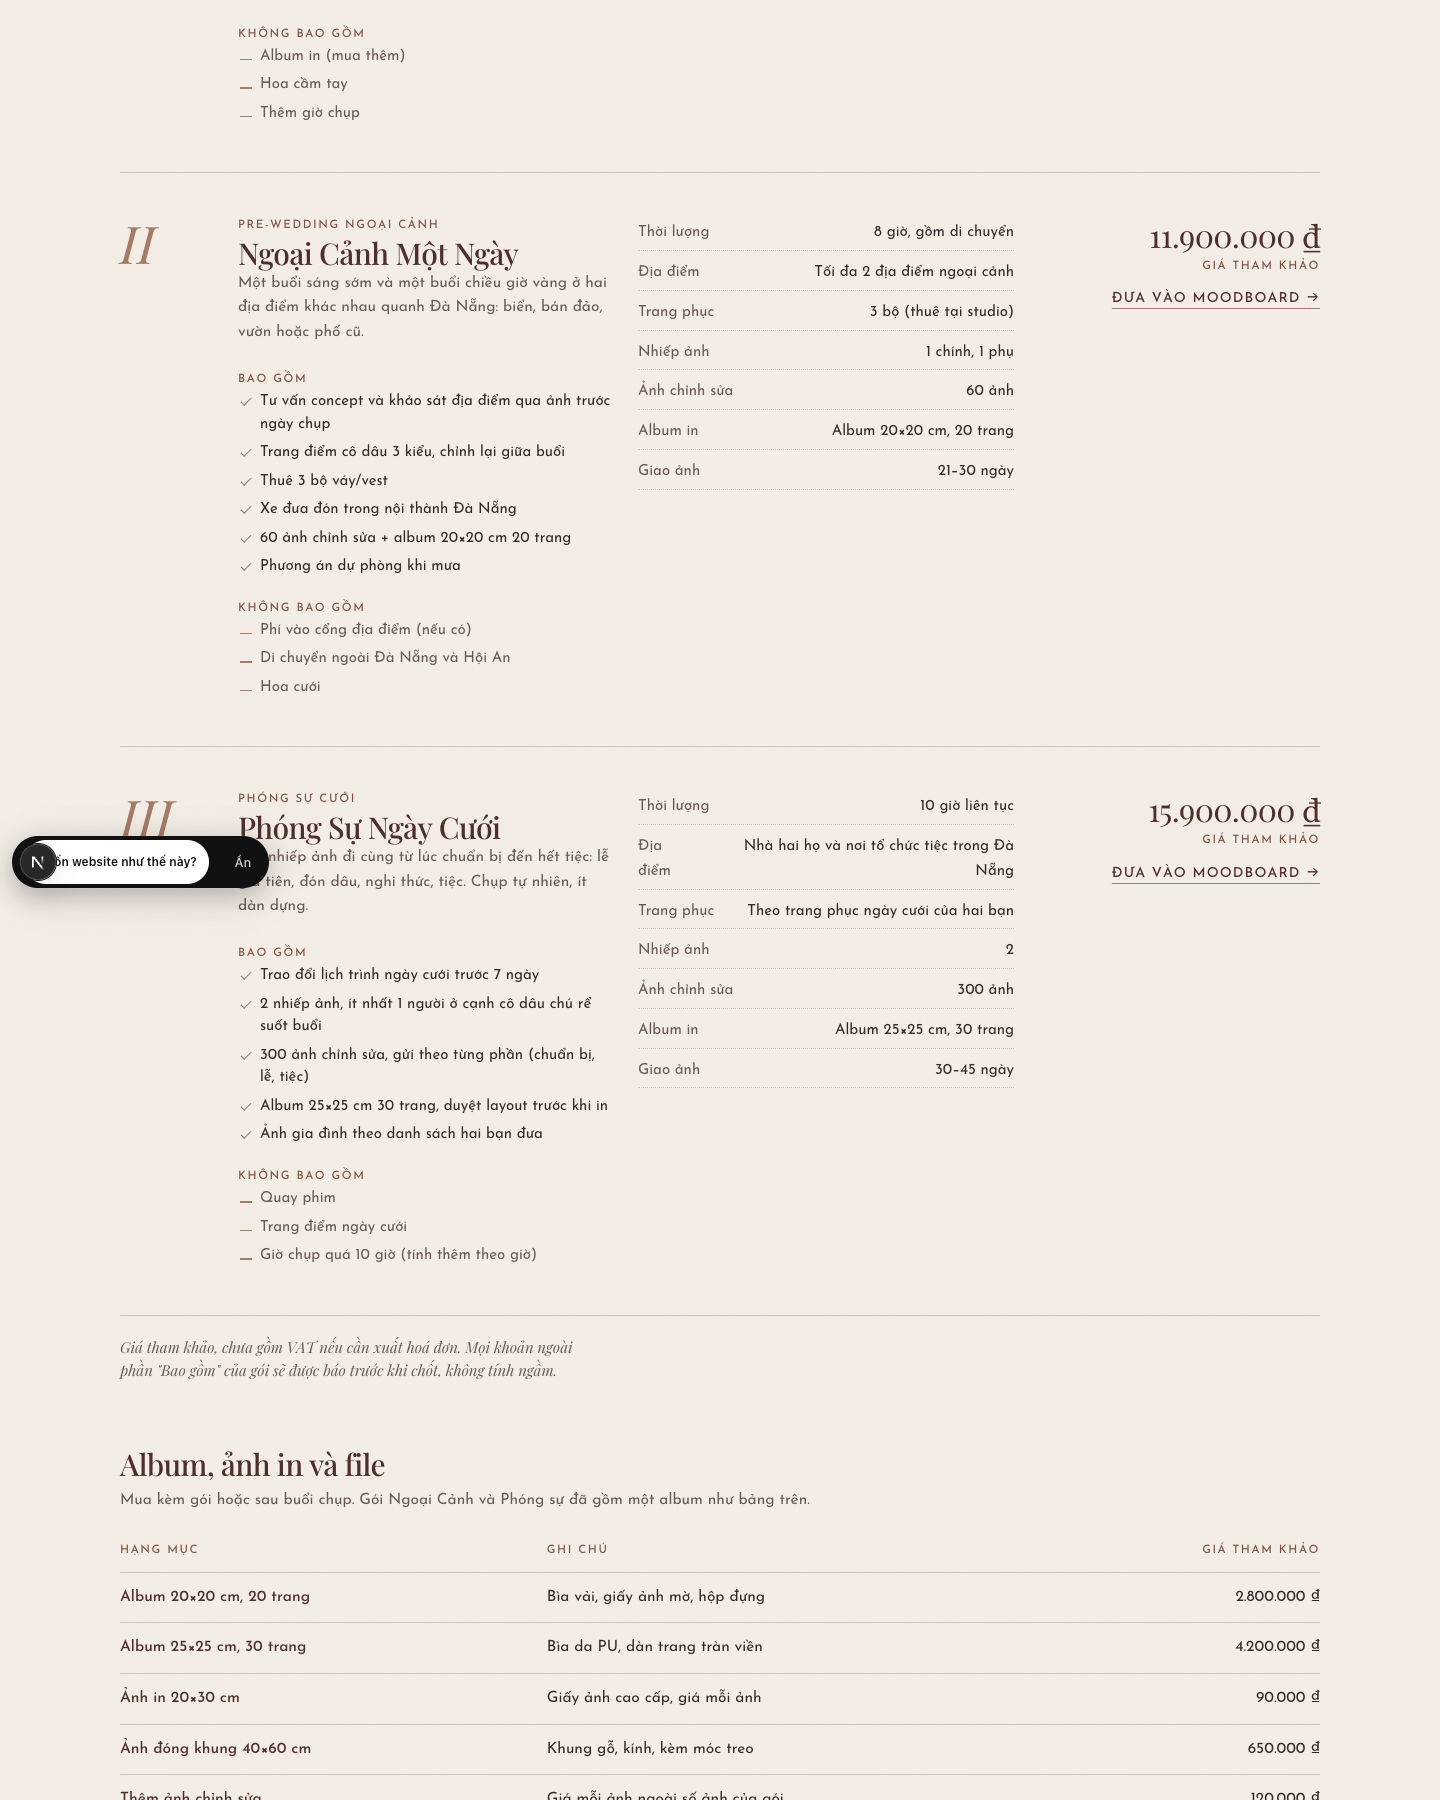 KHÔNG BAO GỒM
Album in (mua thêm)
Hoa cầm tay
Thêm giờ chụp
II
PRE-WEDDING NGOẠI CẢNH
Ngoại Cảnh Một Ngày
Một buổi sáng sớm và một buổi chiều giờ vàng ở hai
địa điểm khác nhau quanh Đà Nẵng: biển, bán đảo,
vườn hoặc phố cũ.
BAO GỒM
Tư vấn concept và khảo sát địa điểm qua ảnh trước
ngày chụp
Trang điểm cô dâu 3 kiểu, chỉnh lại giữa buổi
Thuê 3 bộ váy/vest
Xe đưa đón trong nội thành Đà Nẵng
60 ảnh chỉnh sửa + album 20×20 cm 20 trang
Phương án dự phòng khi mưa
KHÔNG BAO GỒM
Phí vào cổng địa điểm (nếu có)
Di chuyển ngoài Đà Nẵng và Hội An
Hoa cưới
Thời lượng 8 giờ, gồm di chuyển
Địa điểm Tối đa 2 địa điểm ngoại cảnh
Trang phục 3 bộ (thuê tại studio)
Nhiếp ảnh 1 chính, 1 phụ
Ảnh chỉnh sửa 60 ảnh
Album in Album 20×20 cm, 20 trang
Giao ảnh 21–30 ngày
11.900.000 ₫
GIÁ THAM KHẢO
ĐƯA VÀO MOODBOARD →
III
PHÓNG SỰ CƯỚI
Phóng Sự Ngày Cưới
nhiếp ảnh đi cùng từ lúc chuẩn bị đến hết tiệc: lễ
tiên, đón dâu, nghi thức, tiệc. Chụp tự nhiên, ít
dàn dựng.
N
website như thế này?
Ẩn
BAO GỒM
Trao đổi lịch trình ngày cưới trước 7 ngày
2 nhiếp ảnh, ít nhất 1 người ở cạnh cô dâu chú rể
suốt buổi
300 ảnh chỉnh sửa, gửi theo từng phần (chuẩn bị,
lễ, tiệc)
Album 25×25 cm 30 trang, duyệt layout trước khi in
Ảnh gia đình theo danh sách hai bạn đưa
KHÔNG BAO GỒM
Quay phim
Trang điểm ngày cưới
Giờ chụp quá 10 giờ (tính thêm theo giờ)
Thời lượng 10 giờ liên tục
Địa điểm Nhà hai họ và nơi tổ chức tiệc trong Đà Nẵng
Trang phục Theo trang phục ngày cưới của hai bạn
Nhiếp ảnh 2
Ảnh chỉnh sửa 300 ảnh
Album in Album 25×25 cm, 30 trang
Giao ảnh 30–45 ngày
15.900.000 ₫
GIÁ THAM KHẢO
ĐƯA VÀO MOODBOARD →
Giá tham khảo, chưa gồm VAT nếu cần xuất hoá đơn. Mọi khoản ngoài
phần "Bao gồm" của gói sẽ được báo trước khi chốt, không tính ngầm.
Album, ảnh in và file
Mua kèm gói hoặc sau buổi chụp. Gói Ngoại Cảnh và Phóng sự đã gồm một album như bảng trên.
HẠNG MỤC GHI CHÚ GIÁ THAM KHẢO
Album 20×20 cm, 20 trang Bìa vải, giấy ảnh mờ, hộp đựng 2.800.000 ₫
Album 25×25 cm, 30 trang Bìa da PU, dàn trang tràn viền 4.200.000 ₫
Ảnh in 20×30 cm Giấy ảnh cao cấp, giá mỗi ảnh 90.000 ₫
Ảnh đóng khung 40×60 cm Khung gỗ, kính, kèm móc treo 650.000 ₫
Thêm ảnh chỉnh sửa Giá mỗi ảnh ngoài số ảnh của gói 120.000 ₫